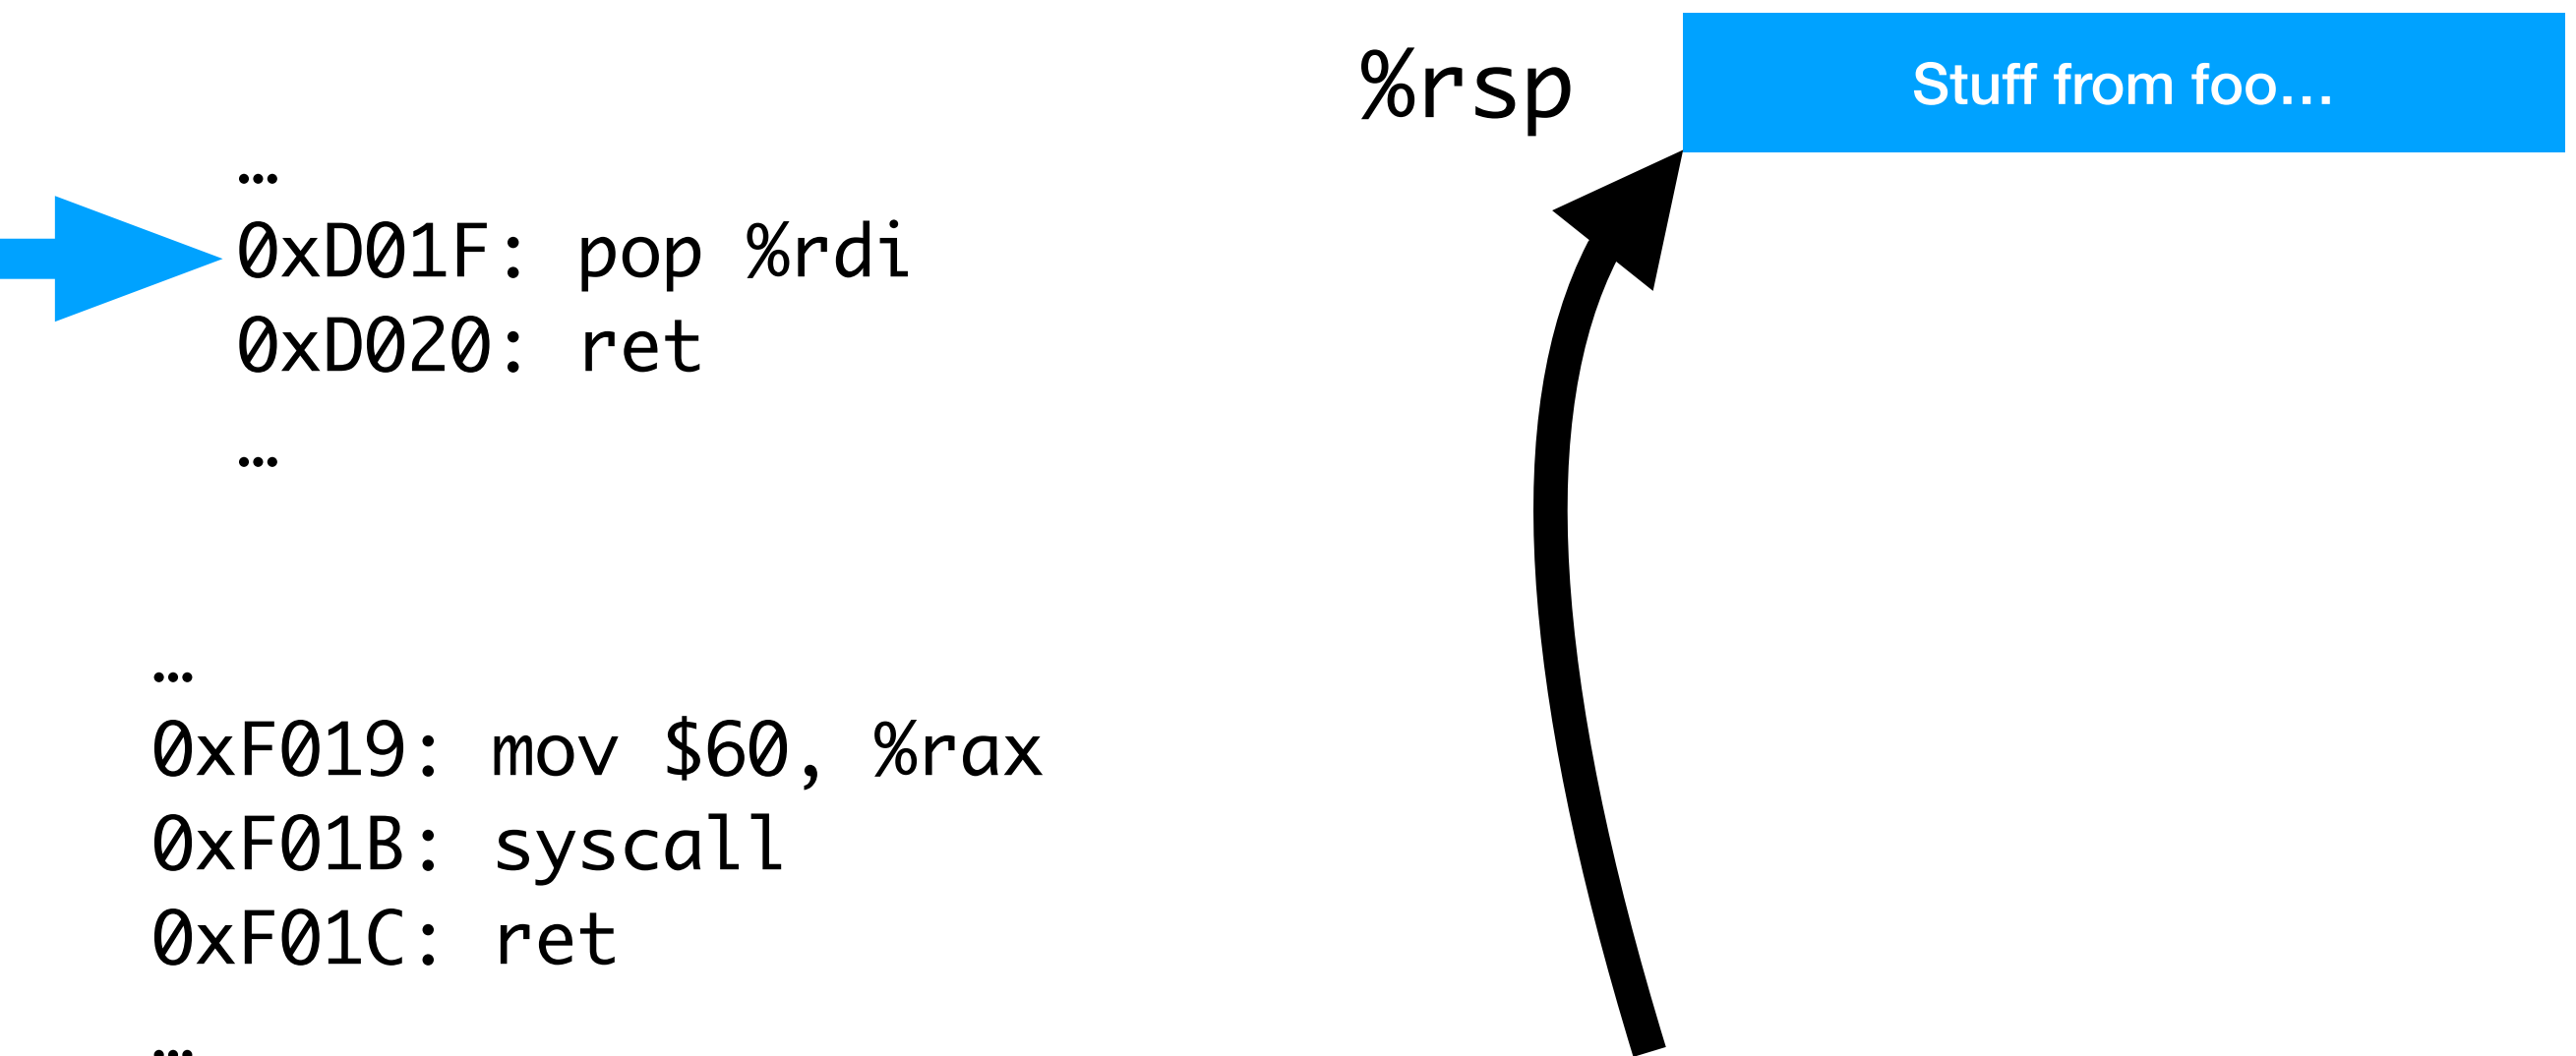 %rsp
Stuff from foo…
…
0xD01F: pop %rdi
0xD020: ret
…
…
0xF019: mov $60, %rax
0xF01B: syscall
0xF01C: ret
…